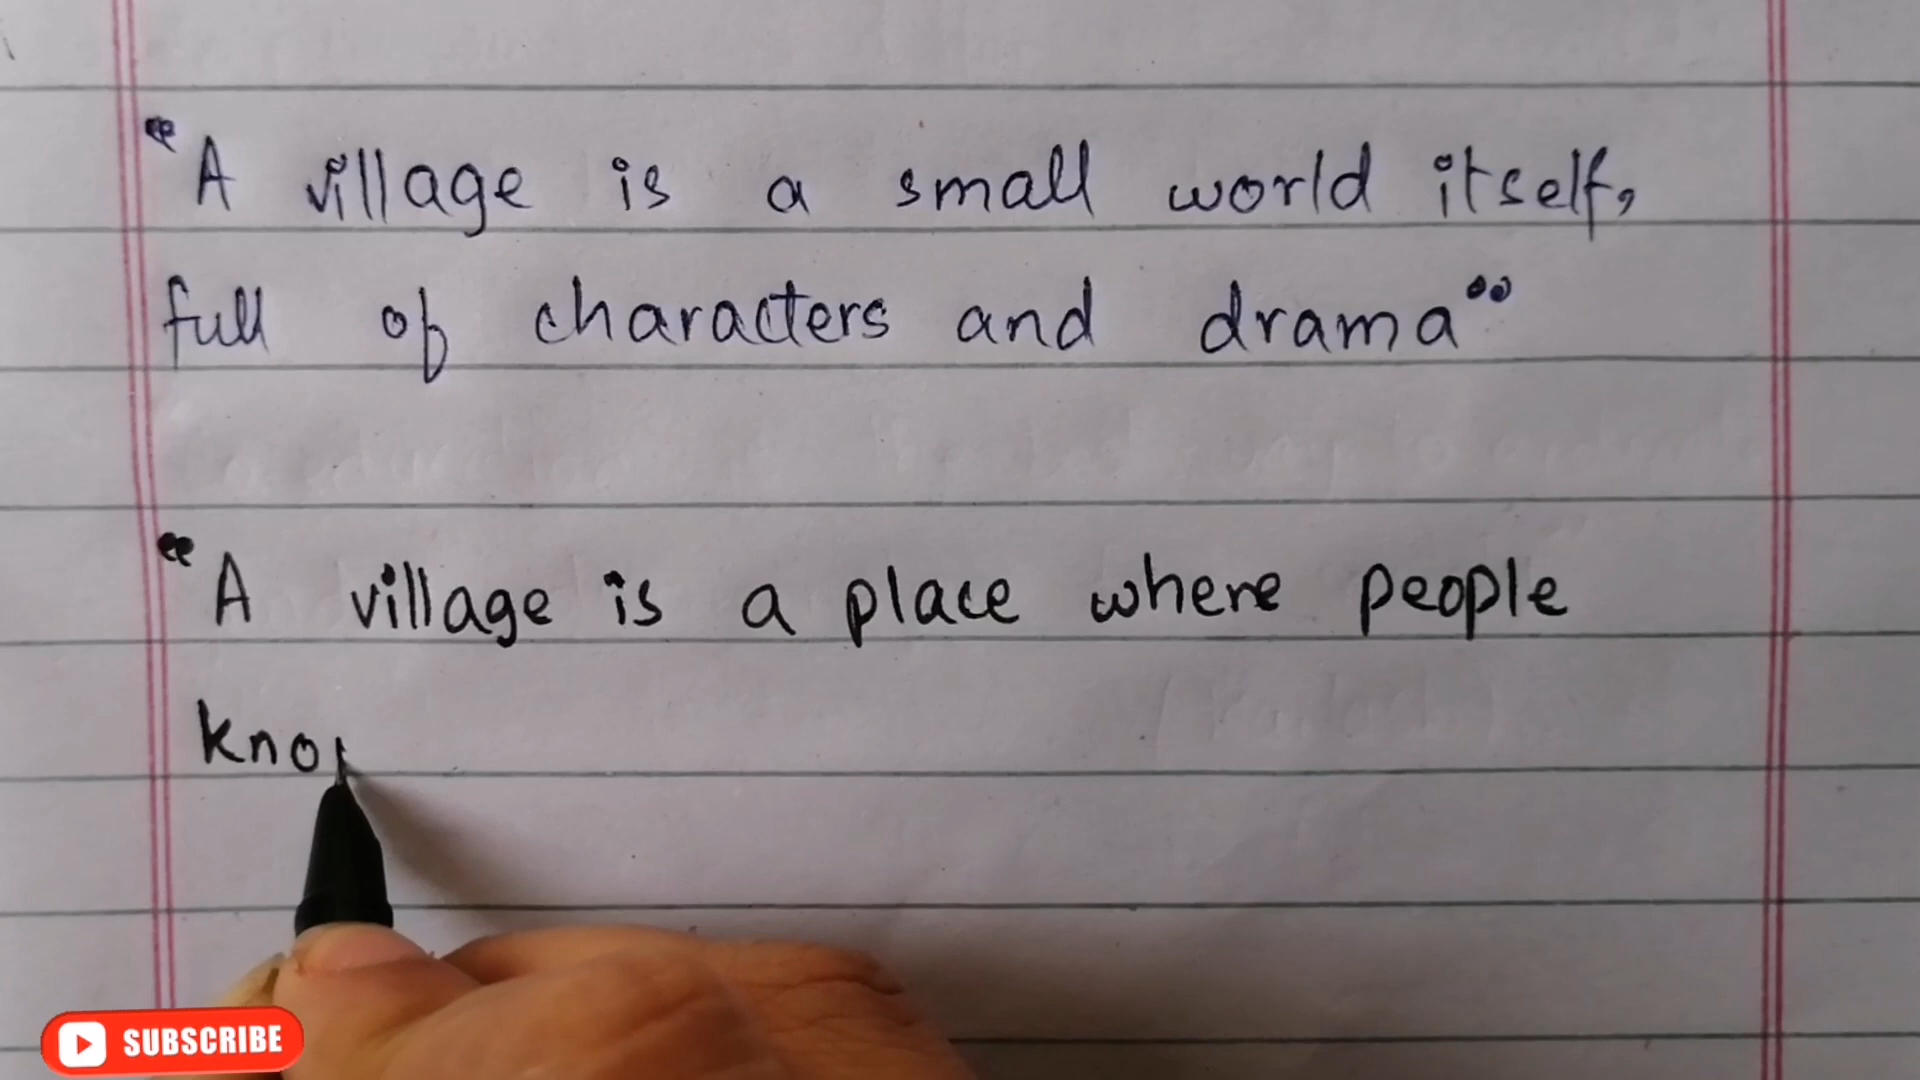 "A village is a small world itself,
full of characters and drama"
"A village is a place where people
kno
SUBSCRIBE